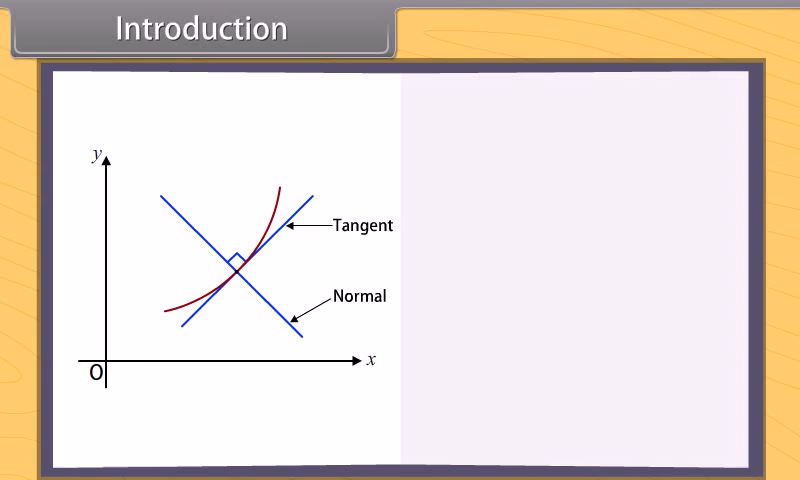 Introduction
y
Tangent
Normal
x
O